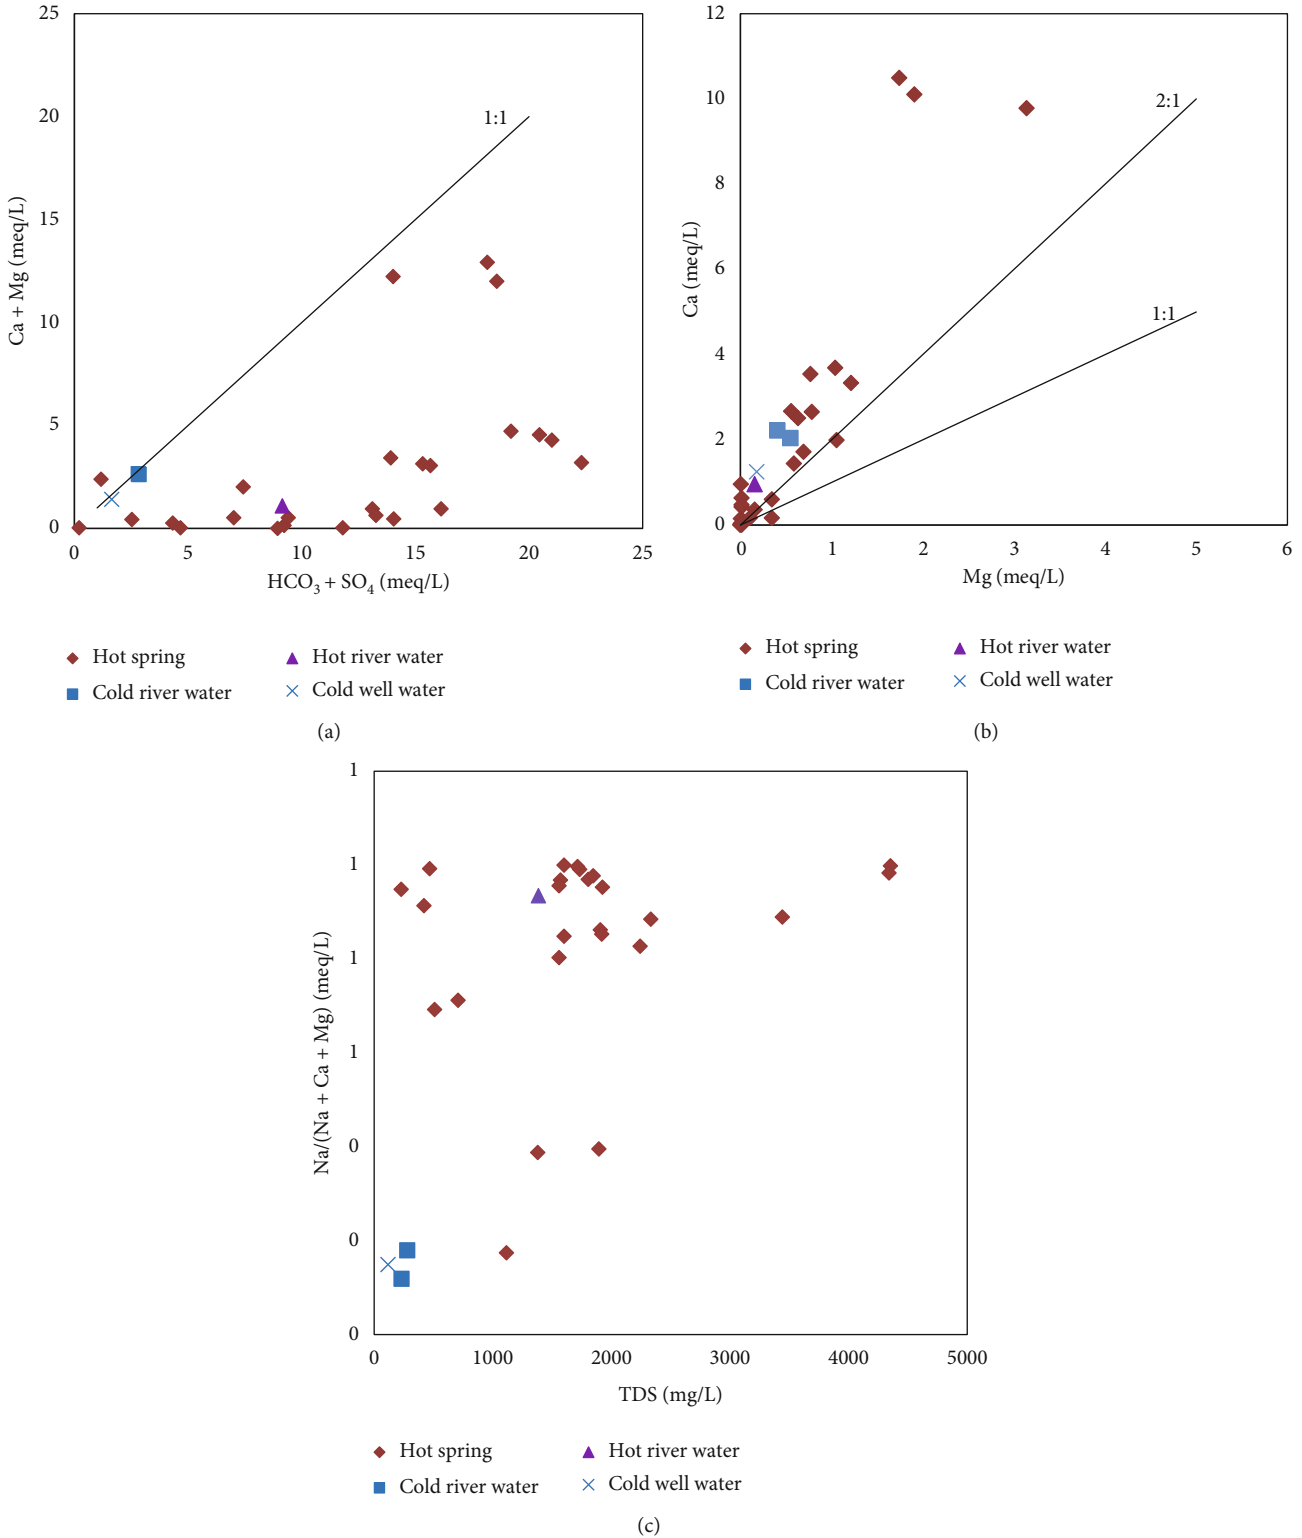 25
20
15
10
5
0
Ca + Mg (meq/L)
1:1
0 5 10 15 20 25
HCO₃ + SO₄ (meq/L)
Hot spring
Hot river water
Cold river water
Cold well water
(a)
12
10
8
6
4
2
0
Ca (meq/L)
2:1
1:1
0 1 2 3 4 5 6
Mg (meq/L)
Hot spring
Hot river water
Cold river water
Cold well water
(b)
1
1
1
1
0
0
0
Na/(Na + Ca + Mg) (meq/L)
0 1000 2000 3000 4000 5000
TDS (mg/L)
Hot spring
Hot river water
Cold river water
Cold well water
(c)